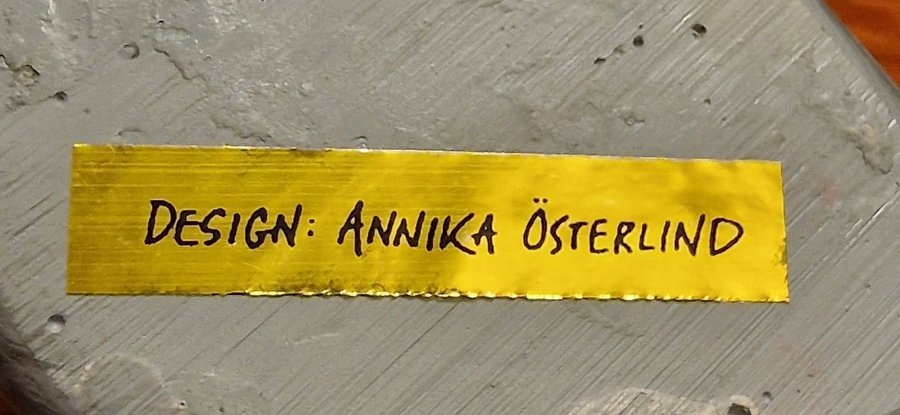 DESIGN: ANNIKA ÖSTERLIND